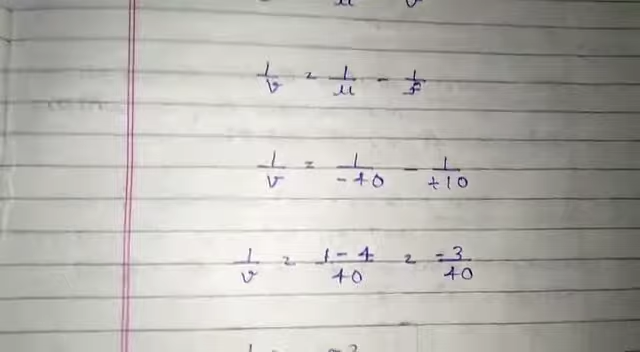 1/v = 1/u - 1/f
1/v = 1/-40 - 1/+10
1/v = 1-4/40 = -3/40